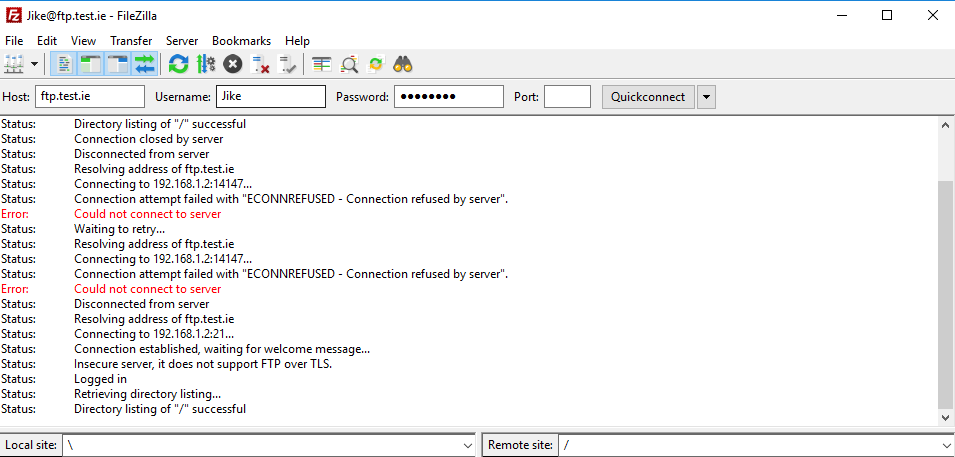 Jike@ftp.test.ie - FileZilla
File Edit View Transfer Server Bookmarks Help
Host: ftp.test.ie Username: Jike Password: ●●●●●●●● Port: Quickconnect
Status: Directory listing of "/" successful
Status: Connection closed by server
Status: Disconnected from server
Status: Resolving address of ftp.test.ie
Status: Connecting to 192.168.1.2:14147...
Status: Connection attempt failed with "ECONNREFUSED - Connection refused by server".
Error: Could not connect to server
Status: Waiting to retry...
Status: Resolving address of ftp.test.ie
Status: Connecting to 192.168.1.2:14147...
Status: Connection attempt failed with "ECONNREFUSED - Connection refused by server".
Error: Could not connect to server
Status: Disconnected from server
Status: Resolving address of ftp.test.ie
Status: Connecting to 192.168.1.2:21...
Status: Connection established, waiting for welcome message...
Status: Insecure server, it does not support FTP over TLS.
Status: Logged in
Status: Retrieving directory listing...
Status: Directory listing of "/" successful
Local site: \ Remote site: /